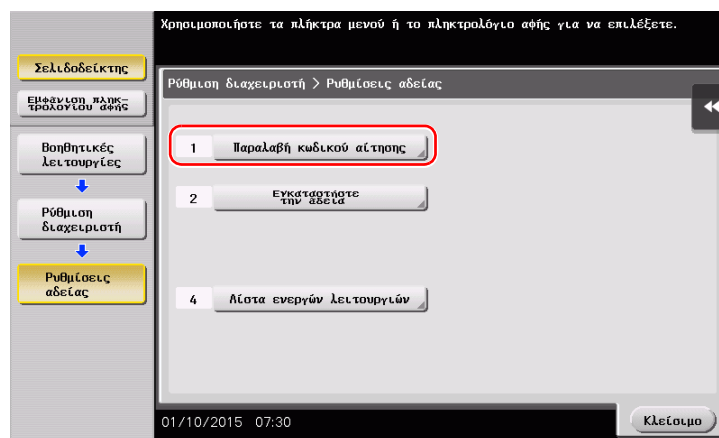 Χρησιμοποιήστε τα πλήκτρα μενού ή το πληκτρολόγιο αφής για να επιλέξετε.
Σελιδοδείκτης
Εμφάνιση πληκ-
τρολογίου αφής
Βοηθητικές
λειτουργίες
Ρύθμιση
διαχειριστή
Ρυθμίσεις
αδείας
Ρύθμιση διαχειριστή > Ρυθμίσεις αδείας
1 Παραλαβή κωδικού αίτησης
2 Εγκαταστήστε
την άδεια
4 Λίστα ενεργών λειτουργιών
01/10/2015 07:30
Κλείσιμο